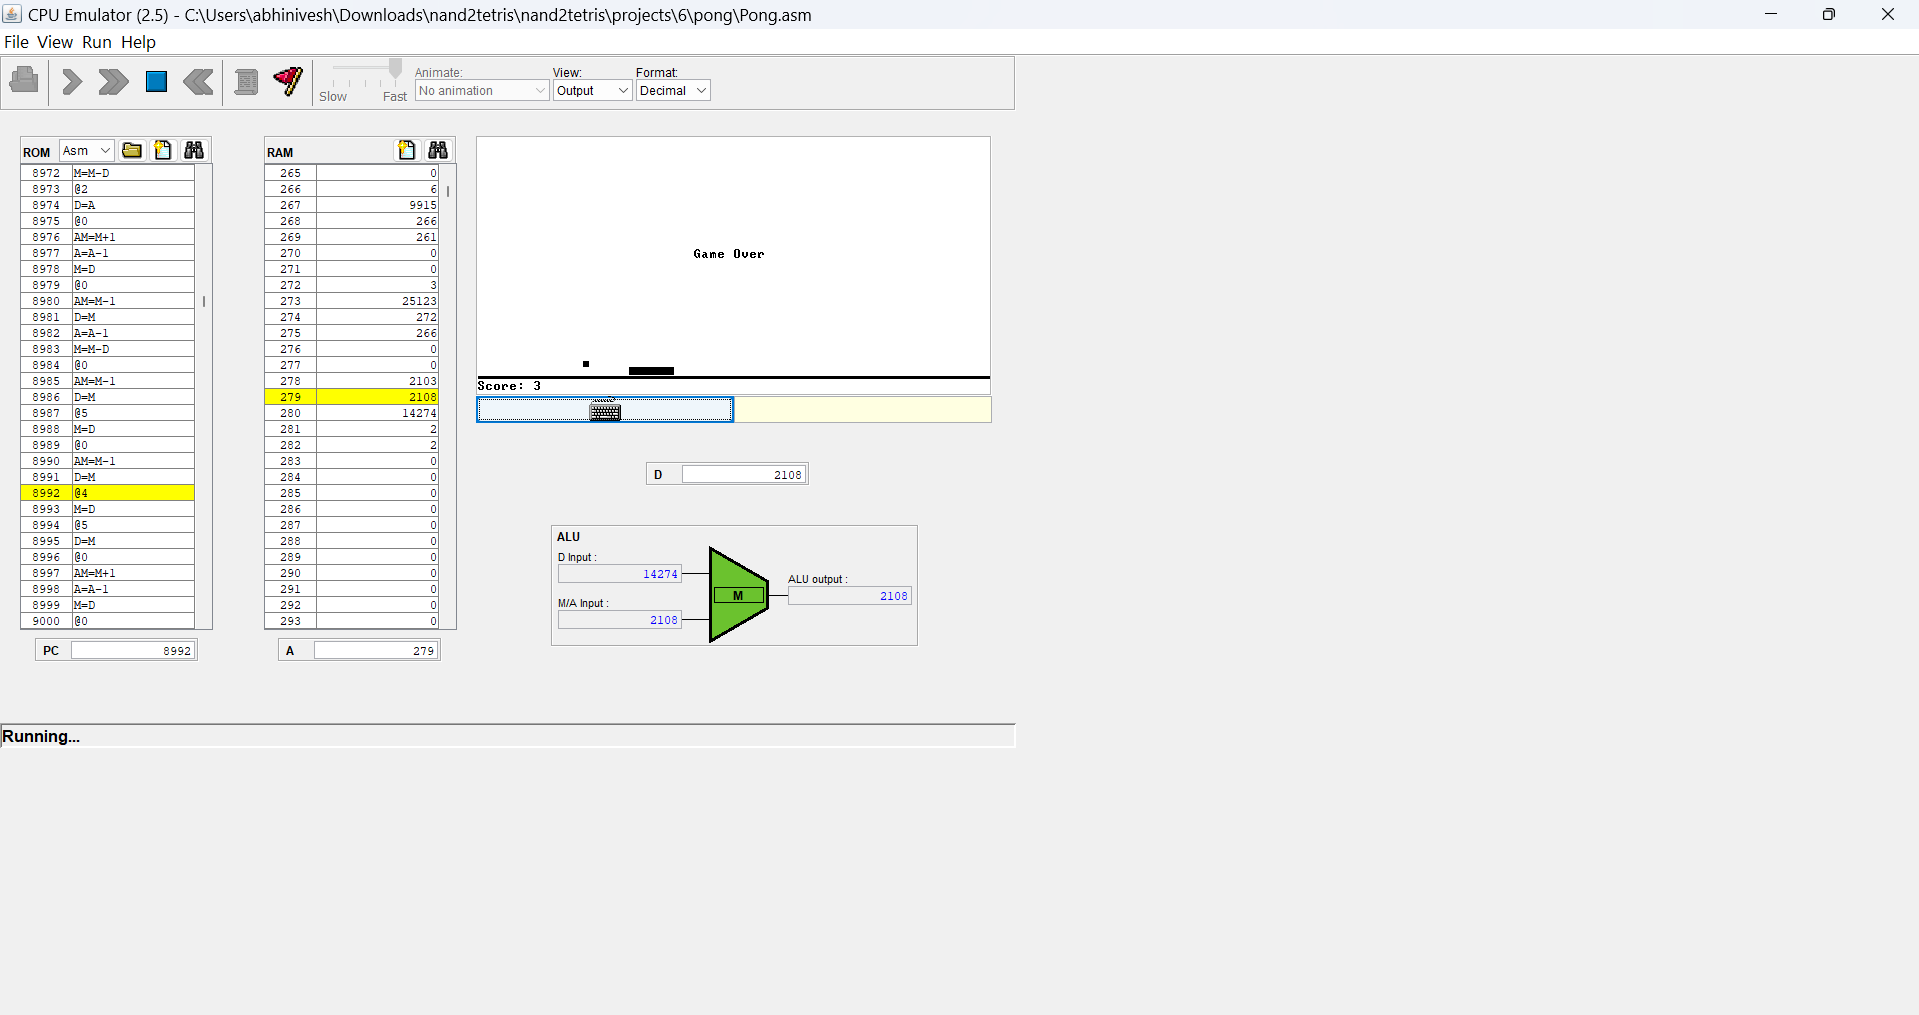 CPU Emulator (2.5) - C:\Users\abhinivesh\Downloads\nand2tetris\nand2tetris\projects\6\pong\Pong.asm
File View Run Help
Slow Fast
Animate:
No animation
View:
Output
Format:
Decimal
ROM Asm
8972 M=M-D
8973 @2
8974 D=A
8975 @0
8976 AM=M+1
8977 A=A-1
8978 M=D
8979 @0
8980 AM=M-1
8981 D=M
8982 A=A-1
8983 M=M-D
8984 @0
8985 AM=M-1
8986 D=M
8987 @5
8988 M=D
8989 @0
8990 AM=M-1
8991 D=M
8992 @4
8993 M=D
8994 @5
8995 D=M
8996 @0
8997 AM=M+1
8998 A=A-1
8999 M=D
9000 @0
PC 8992
RAM
265 0
266 6
267 9915
268 266
269 261
270 0
271 0
272 3
273 25123
274 272
275 266
276 0
277 0
278 2103
279 2108
280 14274
281 2
282 2
283 0
284 0
285 0
286 0
287 0
288 0
289 0
290 0
291 0
292 0
293 0
A 279
Game Over
Score: 3
D 2108
ALU
D Input :
14274
M/A Input :
2108
M
ALU output :
2108
Running...